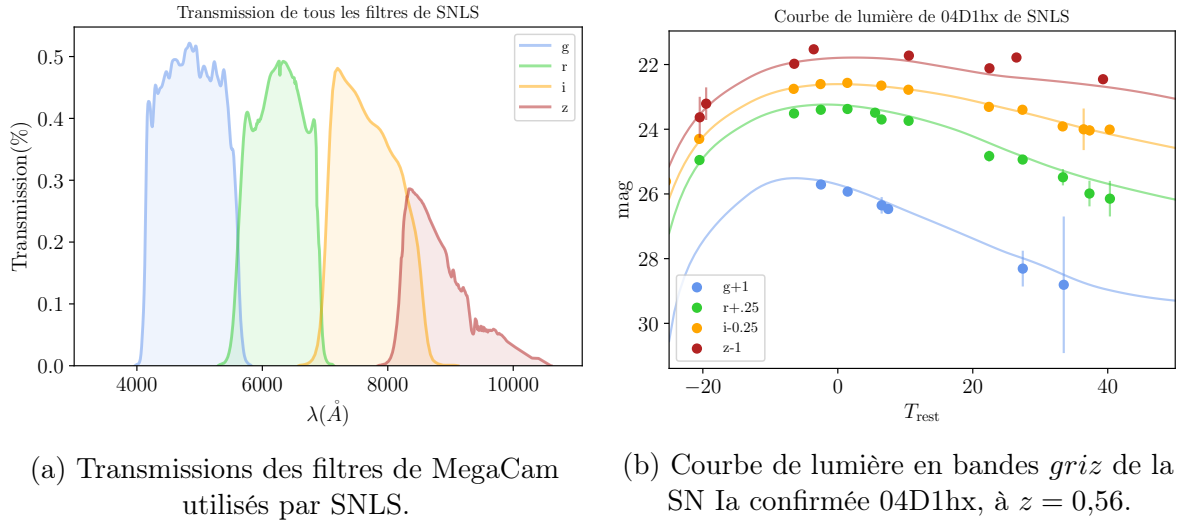 Transmission de tous les filtres de SNLS
Transmission(%)
0.5
0.4
0.3
0.2
0.1
0.0
g
r
i
z
4000 6000 8000 10000
λ(Å)
(a) Transmissions des filtres de MegaCam
utilisés par SNLS.
Courbe de lumière de 04D1hx de SNLS
mag
22
24
26
28
30
g+1
r+.25
i-0.25
z-1
−20 0 20 40
T_rest
(b) Courbe de lumière en bandes griz de la
SN Ia confirmée 04D1hx, à z = 0,56.